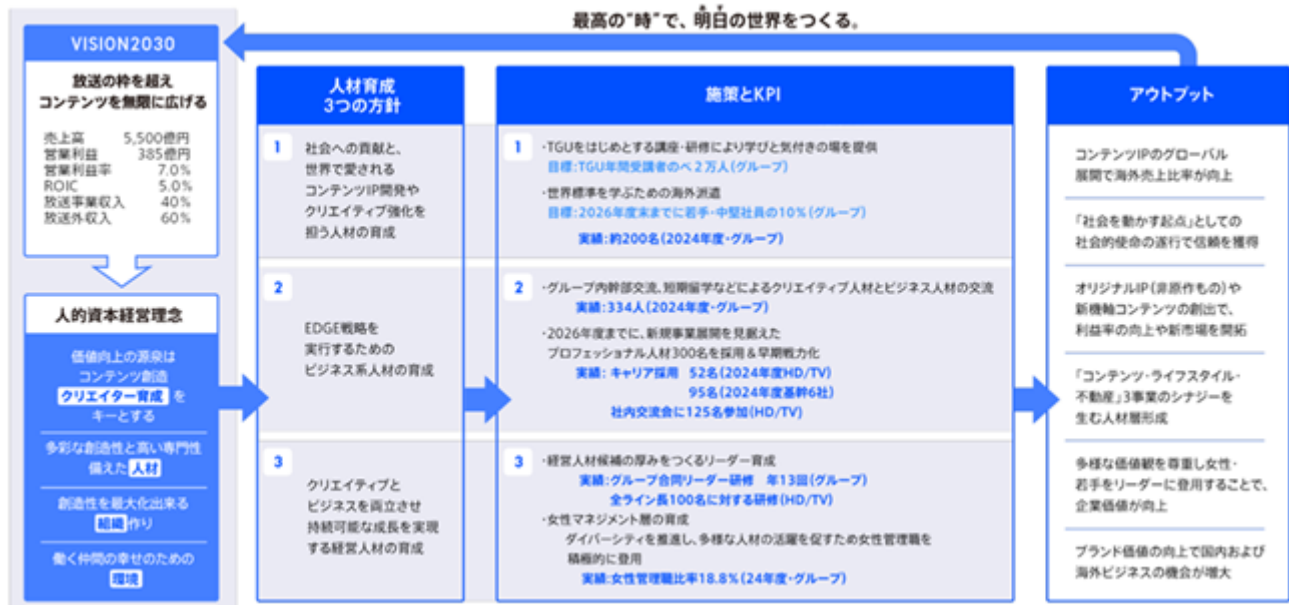 最高の"時"で、明日の世界をつくる。
VISION2030
放送の枠を超え
コンテンツを無限に広げる
売上高 5,500億円
営業利益 385億円
営業利益率 7.0%
ROIC 5.0%
放送事業収入 40%
放送外収入 60%
人的資本経営理念
価値向上の源泉は
コンテンツ創造
クリエイター育成 を
キーとする
多彩な創造性と高い専門性
備えた 人材
創造性を最大化出来る
組織 作り
働く仲間の幸せのための
環境
人材育成
3つの方針
1
社会への貢献と、
世界で愛される
コンテンツIP開発や
クリエイティブ強化を
担う人材の育成
2
EDGE戦略を
実行するための
ビジネス系人材の育成
3
クリエイティブと
ビジネスを両立させ
持続可能な成長を実現
する経営人材の育成
施策とKPI
1
・TGUをはじめとする講座・研修により学びと気付きの場を提供
目標:TGU年間受講者のべ2万人(グループ)
・世界標準を学ぶための海外派遣
目標:2026年度末までに若手・中堅社員の10%(グループ)
実績:約200名(2024年度・グループ)
2
・グループ内幹部交流、短期留学などによるクリエイティブ人材とビジネス人材の交流
実績:334人(2024年度・グループ)
・2026年度までに、新規事業展開を見据えた
プロフェッショナル人材300名を採用&早期戦力化
実績: キャリア採用 52名(2024年度HD/TV)
95名(2024年度基幹6社)
社内交流会に125名参加(HD/TV)
3
・経営人材候補の厚みをつくるリーダー育成
実績:グループ合同リーダー研修 年13回(グループ)
全ライン長100名に対する研修(HD/TV)
・女性マネジメント層の育成
ダイバーシティを推進し、多様な人材の活躍を促すため女性管理職を
積極的に登用
実績:女性管理職比率18.8%(24年度・グループ)
アウトプット
コンテンツIPのグローバル
展開で海外売上比率が向上
「社会を動かす起点」としての
社会的使命の遂行で信頼を獲得
オリジナルIP(非原作もの)や
新機軸コンテンツの創出で、
利益率の向上や新市場を開拓
「コンテンツ・ライフスタイル・
不動産」3事業のシナジーを
生む人材層形成
多様な価値観を尊重し女性・
若手をリーダーに登用することで、
企業価値が向上
ブランド価値の向上で国内および
海外ビジネスの機会が増大